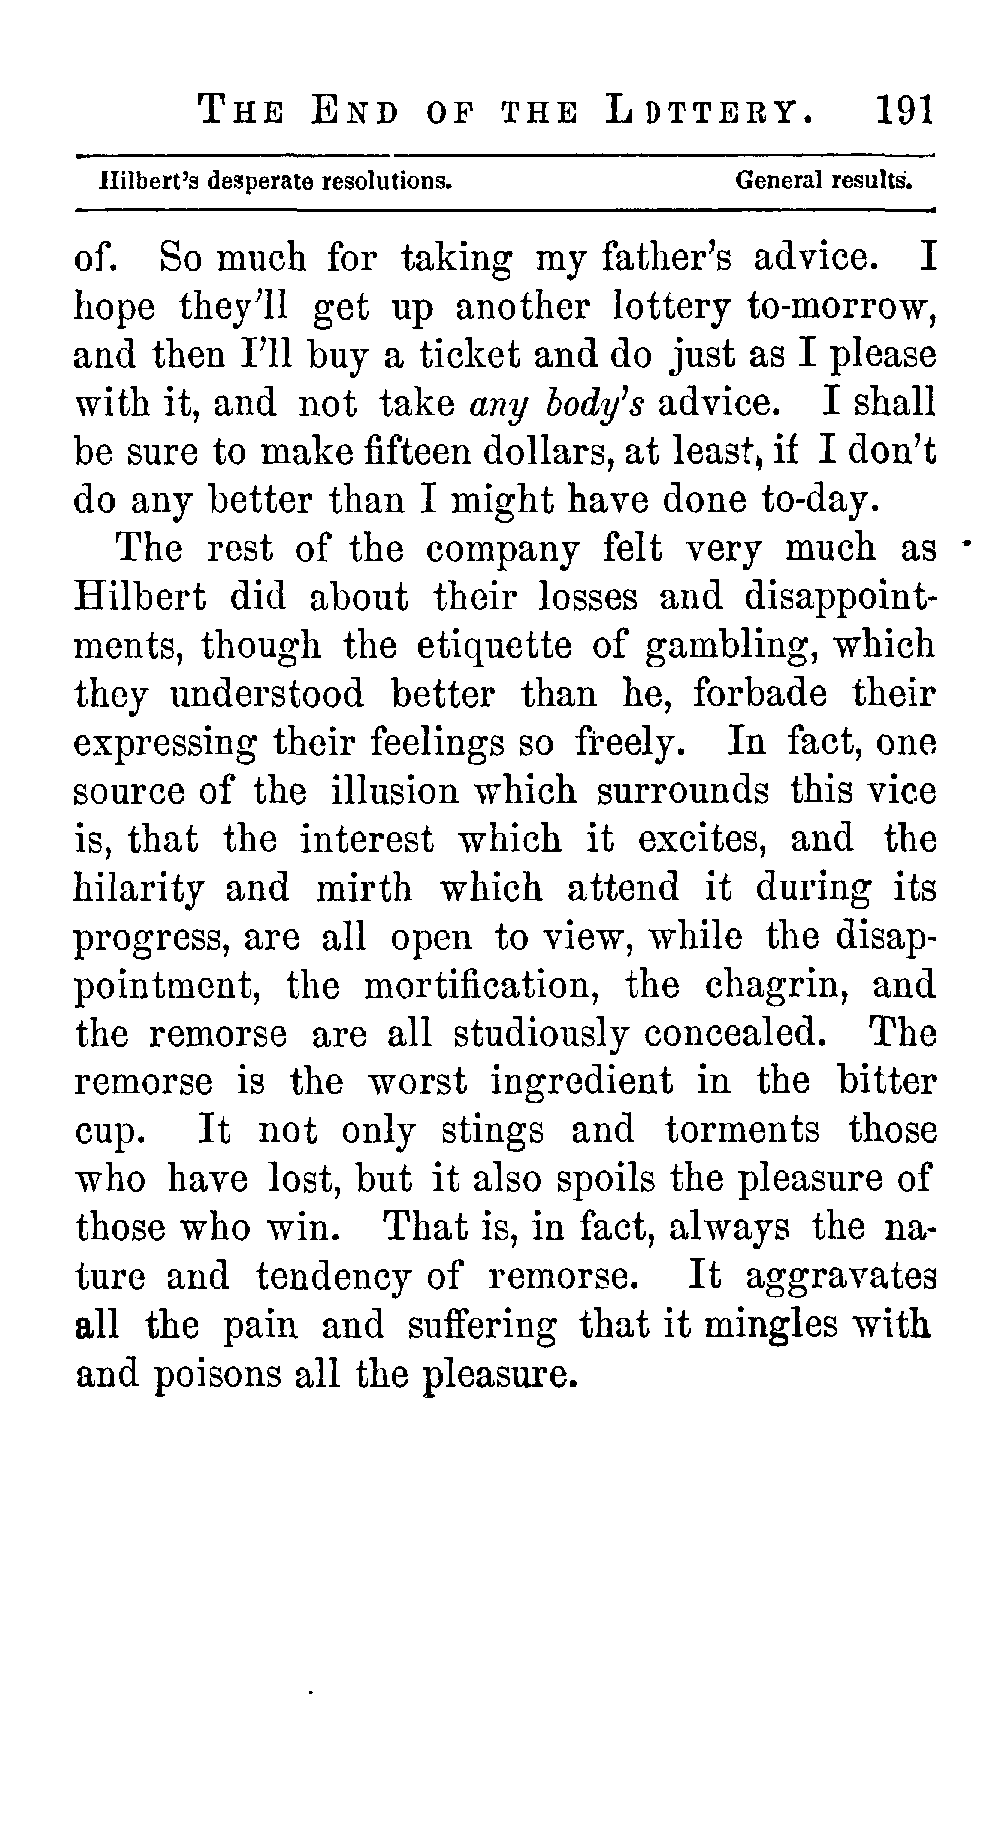 The End of the Lottery. 191
Hilbert's desperate resolutions. General results.
of. So much for taking my father's advice. I
hope they'll get up another lottery to-morrow,
and then I'll buy a ticket and do just as I please
with it, and not take any body's advice. I shall
be sure to make fifteen dollars, at least, if I don't
do any better than I might have done to-day.
The rest of the company felt very much as
Hilbert did about their losses and disappoint-
ments, though the etiquette of gambling, which
they understood better than he, forbade their
expressing their feelings so freely. In fact, one
source of the illusion which surrounds this vice
is, that the interest which it excites, and the
hilarity and mirth which attend it during its
progress, are all open to view, while the disap-
pointment, the mortification, the chagrin, and
the remorse are all studiously concealed. The
remorse is the worst ingredient in the bitter
cup. It not only stings and torments those
who have lost, but it also spoils the pleasure of
those who win. That is, in fact, always the na-
ture and tendency of remorse. It aggravates
all the pain and suffering that it mingles with
and poisons all the pleasure.